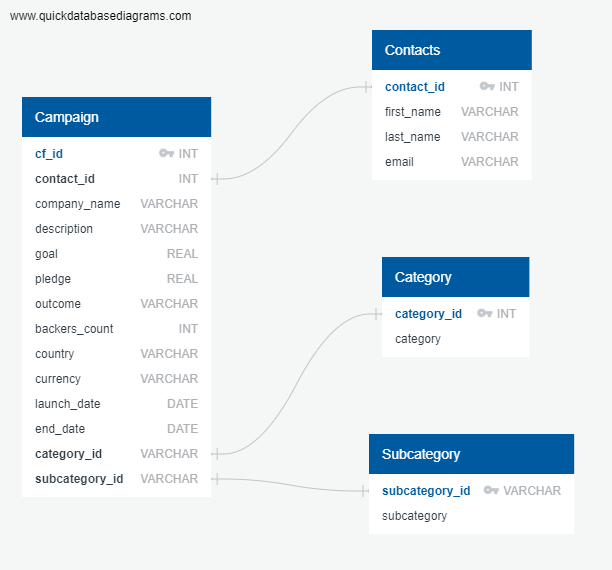 www.quickdatabasediagrams.com
Campaign
cf_id INT
contact_id INT
company_name VARCHAR
description VARCHAR
goal REAL
pledge REAL
outcome VARCHAR
backers_count INT
country VARCHAR
currency VARCHAR
launch_date DATE
end_date DATE
category_id VARCHAR
subcategory_id VARCHAR
Contacts
contact_id INT
first_name VARCHAR
last_name VARCHAR
email VARCHAR
Category
category_id INT
category
Subcategory
subcategory_id VARCHAR
subcategory